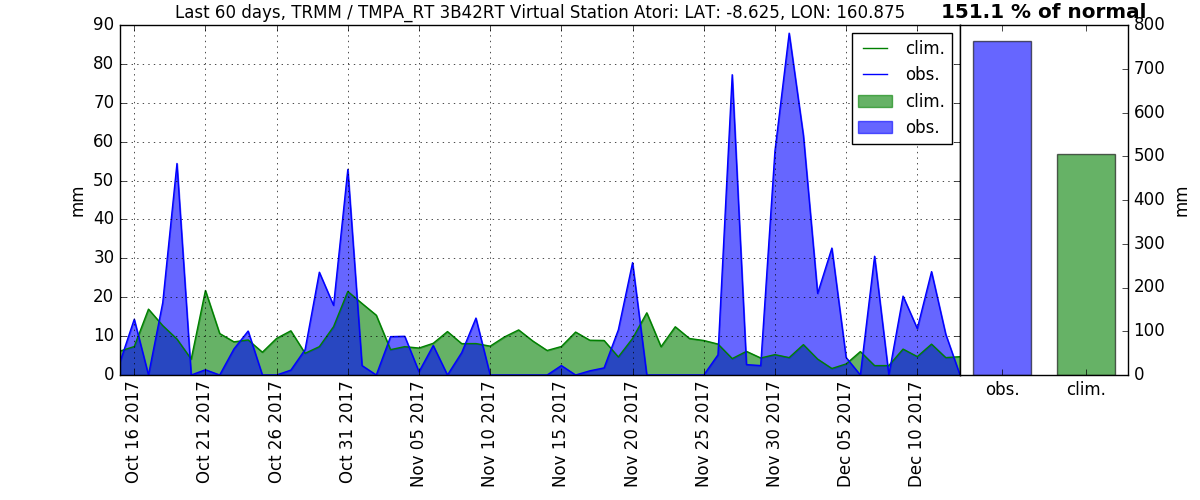 Last 60 days, TRMM / TMPA_RT 3B42RT Virtual Station Atori: LAT: -8.625, LON: 160.875
151.1 % of normal
mm
90
80
70
60
50
40
30
20
10
0
clim.
obs.
clim.
obs.
Oct 16 2017
Oct 21 2017
Oct 26 2017
Oct 31 2017
Nov 05 2017
Nov 10 2017
Nov 15 2017
Nov 20 2017
Nov 25 2017
Nov 30 2017
Dec 05 2017
Dec 10 2017
800
700
600
500
400
300
200
100
0
mm
obs.
clim.